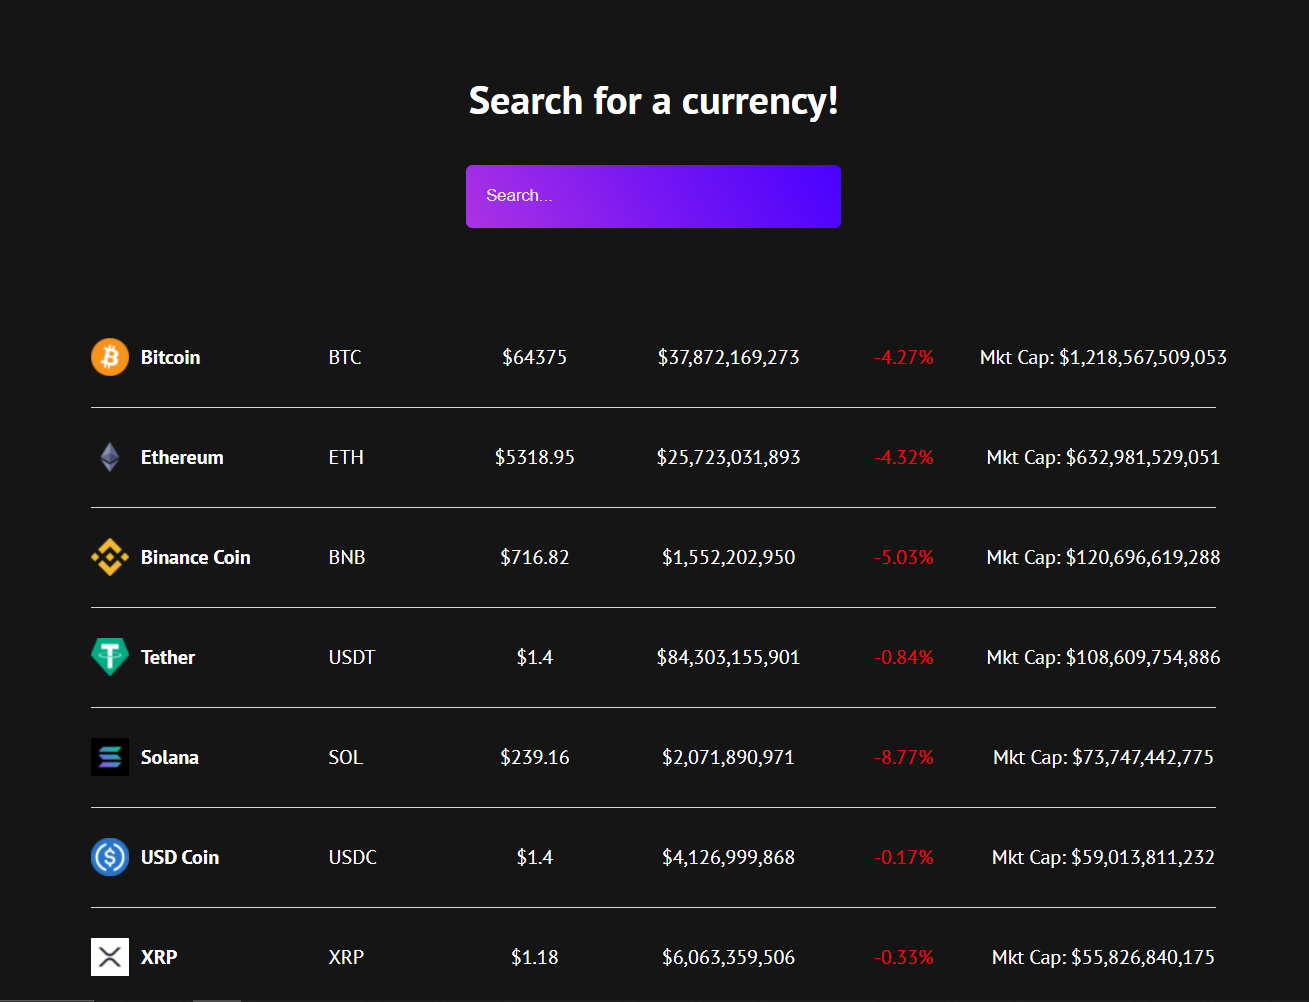 Search for a currency!
Search...
Bitcoin BTC $64375 $37,872,169,273 -4.27% Mkt Cap: $1,218,567,509,053
Ethereum ETH $5318.95 $25,723,031,893 -4.32% Mkt Cap: $632,981,529,051
Binance Coin BNB $716.82 $1,552,202,950 -5.03% Mkt Cap: $120,696,619,288
Tether USDT $1.4 $84,303,155,901 -0.84% Mkt Cap: $108,609,754,886
Solana SOL $239.16 $2,071,890,971 -8.77% Mkt Cap: $73,747,442,775
USD Coin USDC $1.4 $4,126,999,868 -0.17% Mkt Cap: $59,013,811,232
XRP XRP $1.18 $6,063,359,506 -0.33% Mkt Cap: $55,826,840,175